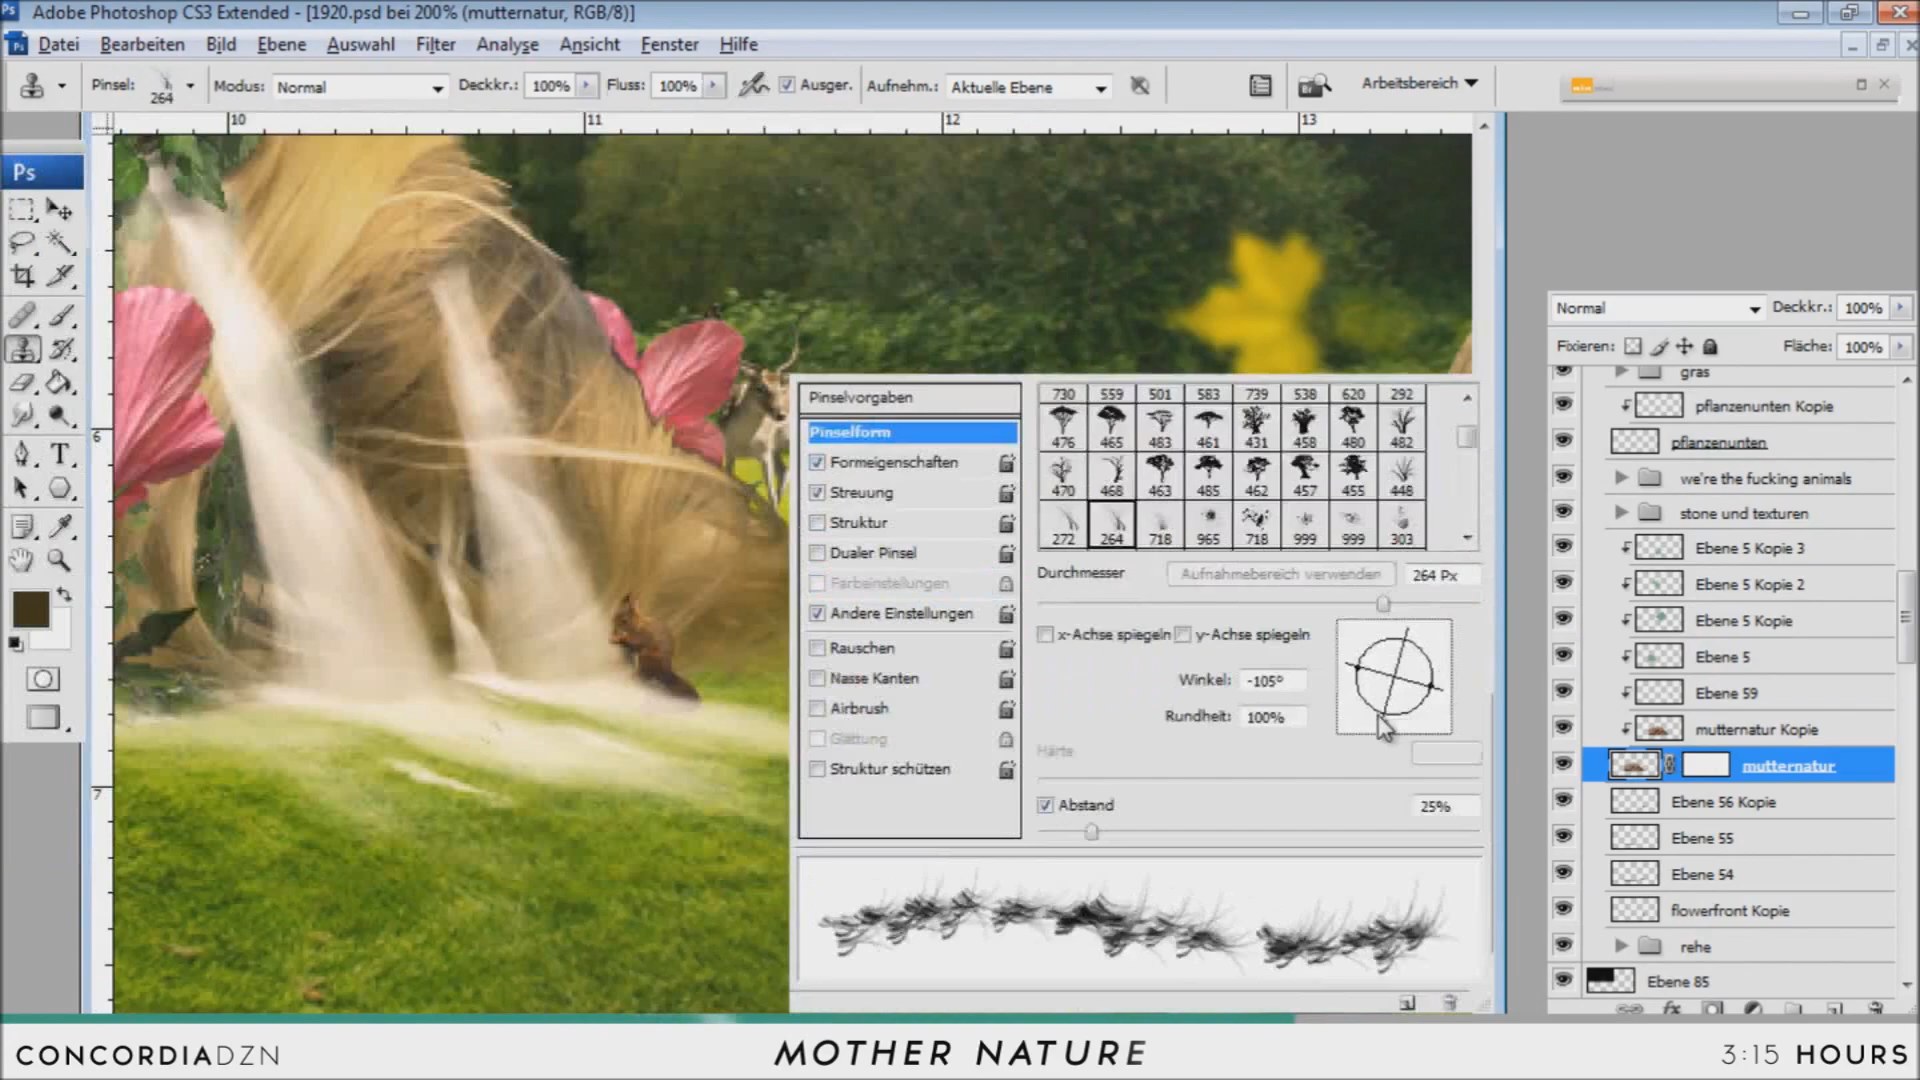 Adobe Photoshop CS3 Extended - [1920.psd bei 200% (mutternatur, RGB/8)]
Datei Bearbeiten Bild Ebene Auswahl Filter Analyse Ansicht Fenster Hilfe
Pinsel: 264 Modus: Normal Deckkr.: 100% Fluss: 100% Ausger. Aufnehm.: Aktuelle Ebene Arbeitsbereich
10 11 12 13
Ps
6
7
Pinselvorgaben
Pinselform
Formeigenschaften
Streuung
Struktur
Dualer Pinsel
Farbeinstellungen
Andere Einstellungen
Rauschen
Nasse Kanten
Airbrush
Glättung
Struktur schützen
730 559 501 583 739 538 620 292
476 465 483 461 431 458 480 482
470 468 463 485 462 457 455 448
272 264 718 965 718 999 999 303
Durchmesser Aufnahmebereich verwenden 264 Px
x-Achse spiegeln y-Achse spiegeln
Winkel: -105°
Rundheit: 100%
Härte
Abstand 25%
Normal Deckkr.: 100%
Fixieren: Fläche: 100%
gras
pflanzenunten Kopie
pflanzenunten
we're the fucking animals
stone und texturen
Ebene 5 Kopie 3
Ebene 5 Kopie 2
Ebene 5 Kopie
Ebene 5
Ebene 59
mutternatur Kopie
mutternatur
Ebene 56 Kopie
Ebene 55
Ebene 54
flowerfront Kopie
rehe
Ebene 85
CONCORDIADZN MOTHER NATURE 3:15 HOURS